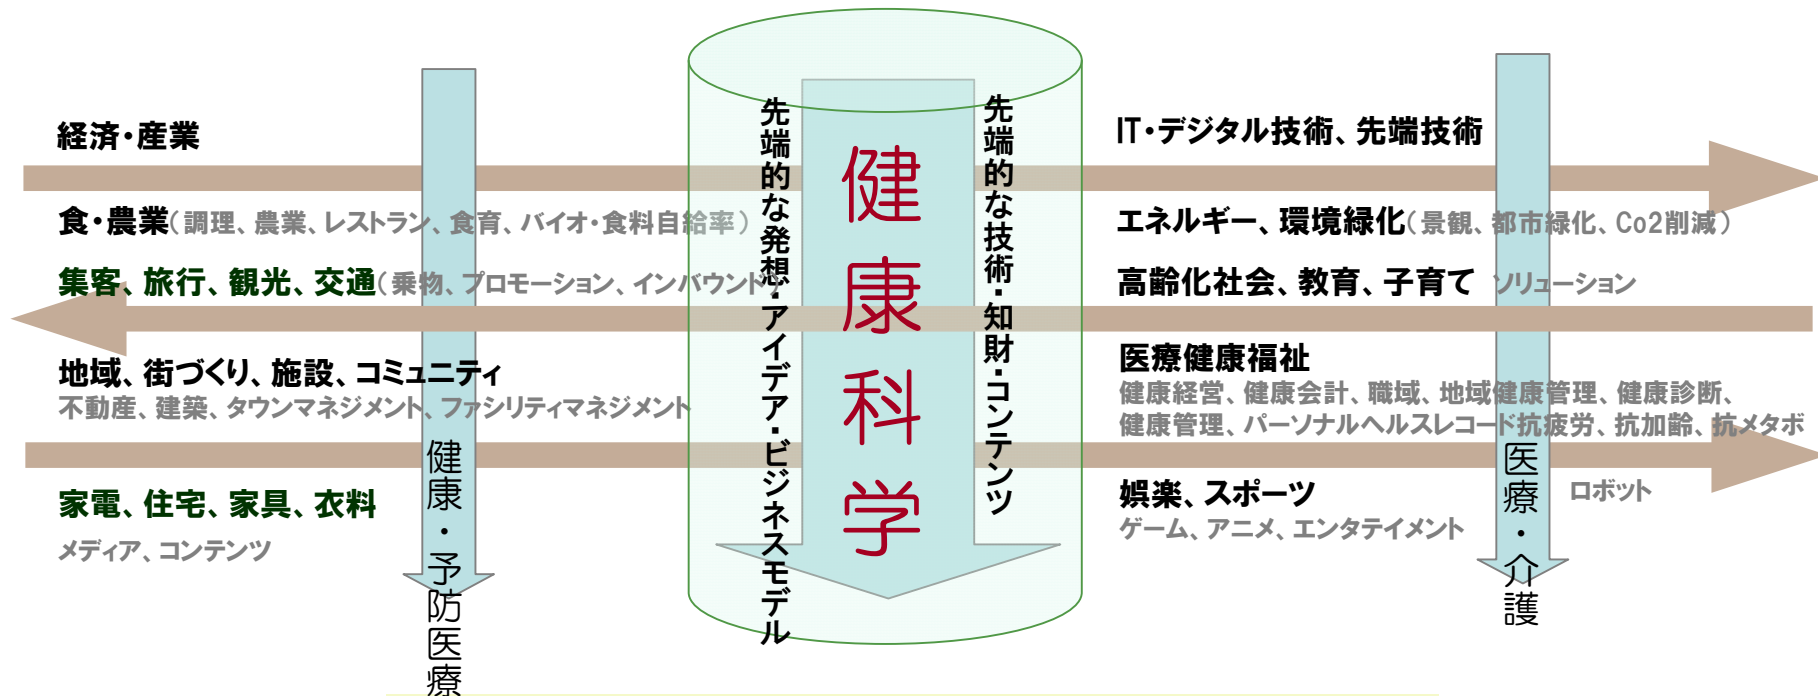 経済・産業
食・農業（調理、農業、レストラン、食育、バイオ・食料自給率）
集客、旅行、観光、交通（乗物、プロモーション、インバウンド）
地域、街づくり、施設、コミュニティ
不動産、建築、タウンマネジメント、ファシリティマネジメント
家電、住宅、家具、衣料
メディア、コンテンツ
健康・予防医療
先端的な発想・アイデア・ビジネスモデル
健康科学
先端的な技術・知財・コンテンツ
IT・デジタル技術、先端技術
エネルギー、環境緑化（景観、都市緑化、Co2削減）
高齢化社会、教育、子育て ソリューション
医療健康福祉
健康経営、健康会計、職域、地域健康管理、健康診断、
健康管理、パーソナルヘルスレコード抗疲労、抗加齢、抗メタボ
娯楽、スポーツ
ゲーム、アニメ、エンタテイメント
ロボット
医療・介護